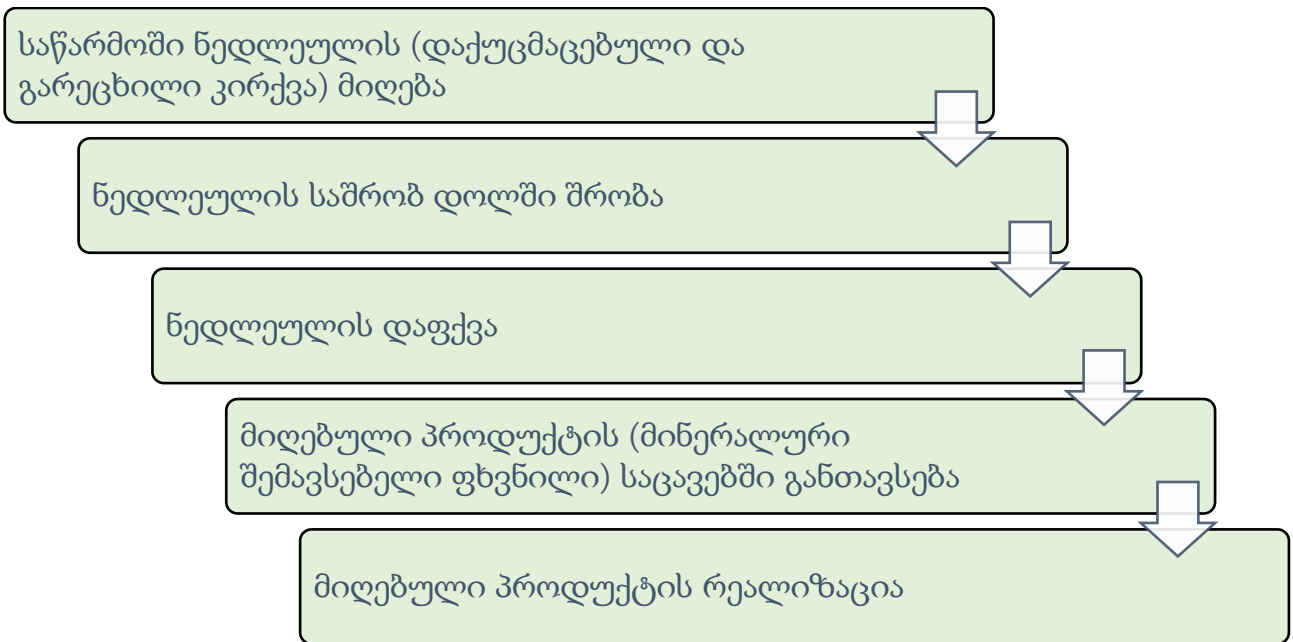 საწარმოში ნედლეულის (დაქუცმაცებული და
გარეცხილი კირქვა) მიღება
ნედლეულის საშრობ დოლში შრობა
ნედლეულის დაფქვა
მიღებული პროდუქტის (მინერალური
შემავსებელი ფხვნილი) საცავებში განთავსება
მიღებული პროდუქტის რეალიზაცია